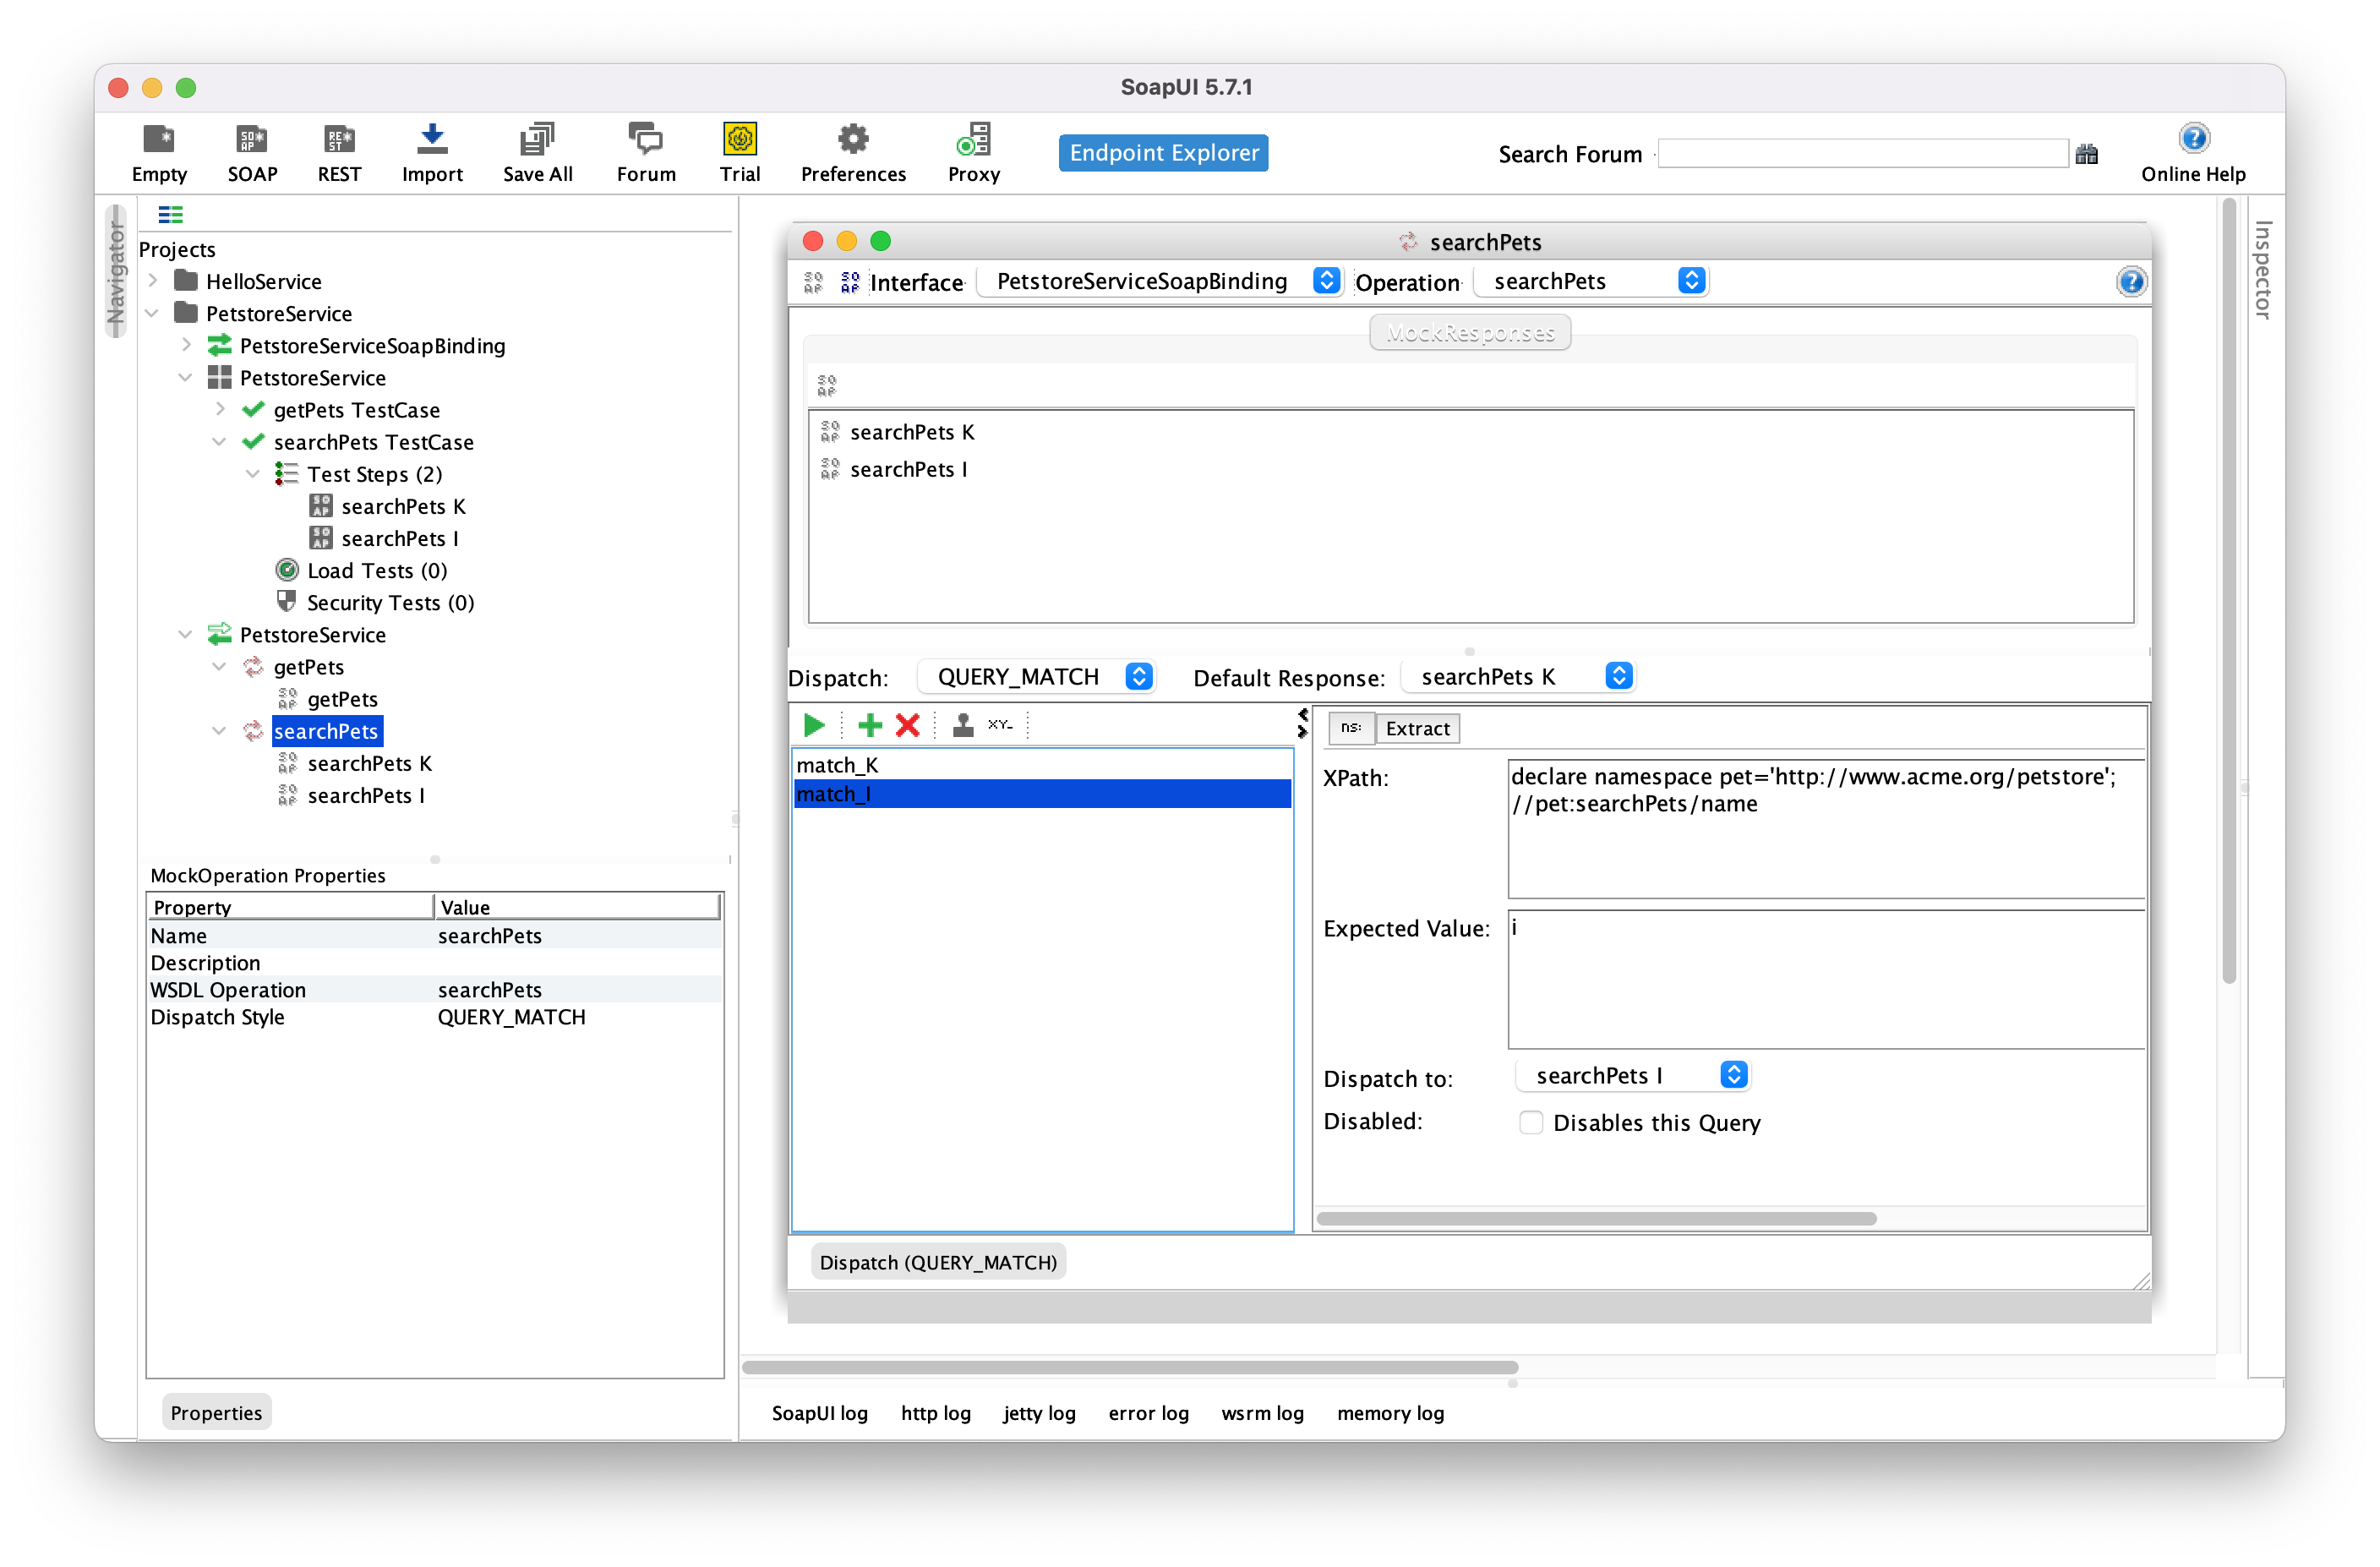 SoapUI 5.7.1
Empty
SOAP
REST
Import
Save All
Forum
Trial
Preferences
Proxy
Endpoint Explorer
Search Forum
Online Help
Navigator
Projects
HelloService
PetstoreService
PetstoreServiceSoapBinding
PetstoreService
getPets TestCase
searchPets TestCase
Test Steps (2)
searchPets K
searchPets I
Load Tests (0)
Security Tests (0)
PetstoreService
getPets
getPets
searchPets
searchPets K
searchPets I
MockOperation Properties
Property Value
Name searchPets
Description
WSDL Operation searchPets
Dispatch Style QUERY_MATCH
Properties
searchPets
Interface PetstoreServiceSoapBinding Operation searchPets
MockResponses
searchPets K
searchPets I
Dispatch: QUERY_MATCH Default Response: searchPets K
XY_
match_K
match_I
ns: Extract
XPath: declare namespace pet='http://www.acme.org/petstore';
//pet:searchPets/name
Expected Value: i
Dispatch to: searchPets I
Disabled: Disables this Query
Dispatch (QUERY_MATCH)
SoapUI log http log jetty log error log wsrm log memory log
Inspector